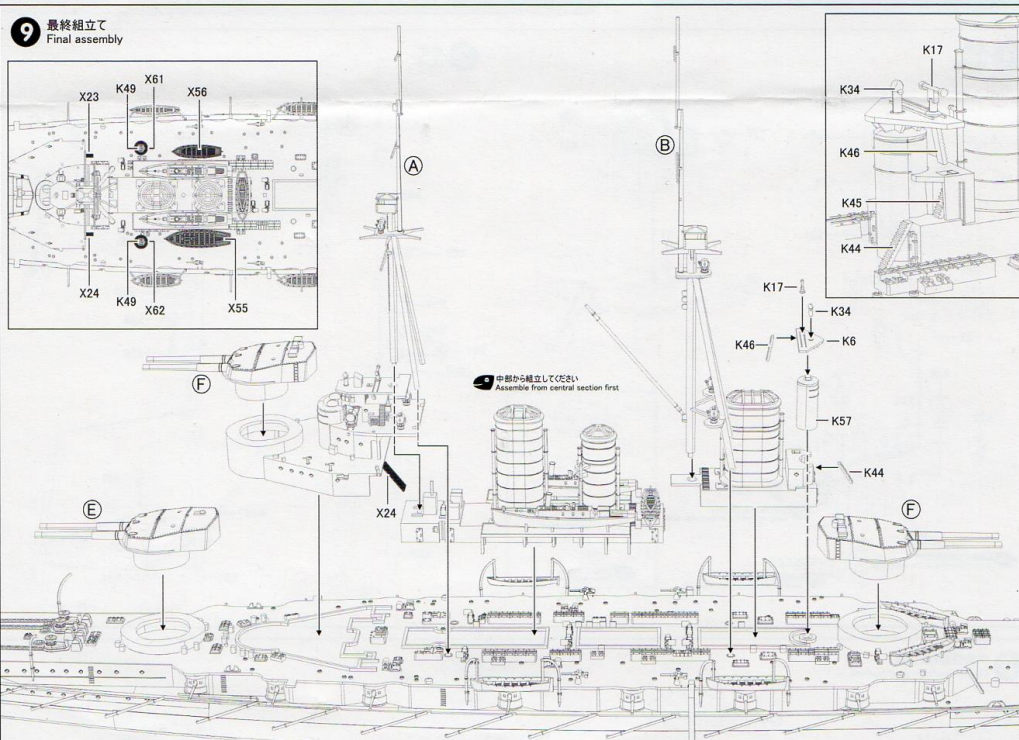 9 最終組立て
Final assembly
X23
K49
X61
X56
X24
K49
X62
X55
A
B
K17
K34
K46
K45
K44
K17
K34
K46
K6
K57
K44
F
中部から組立してください
Assemble from central section first
X24
E
F